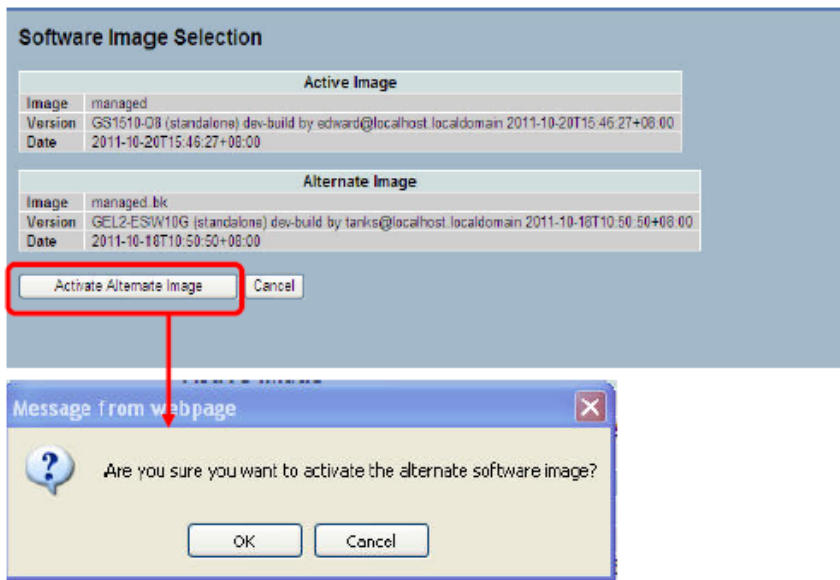 Software Image Selection
Active Image
Image managed
Version GS1510-08 (standalone) dev-build by edward@localhost.localdomain 2011-10-20T15:46:27+08:00
Date 2011-10-20T15:46:27+08:00
Alternate Image
Image managed.bk
Version GEL2-ESW10G (standalone) dev-build by tanks@localhost.localdomain 2011-10-18T10:50:50+08:00
Date 2011-10-18T10:50:50+08:00
Activate Alternate Image Cancel
Message from webpage
Are you sure you want to activate the alternate software image?
OK Cancel